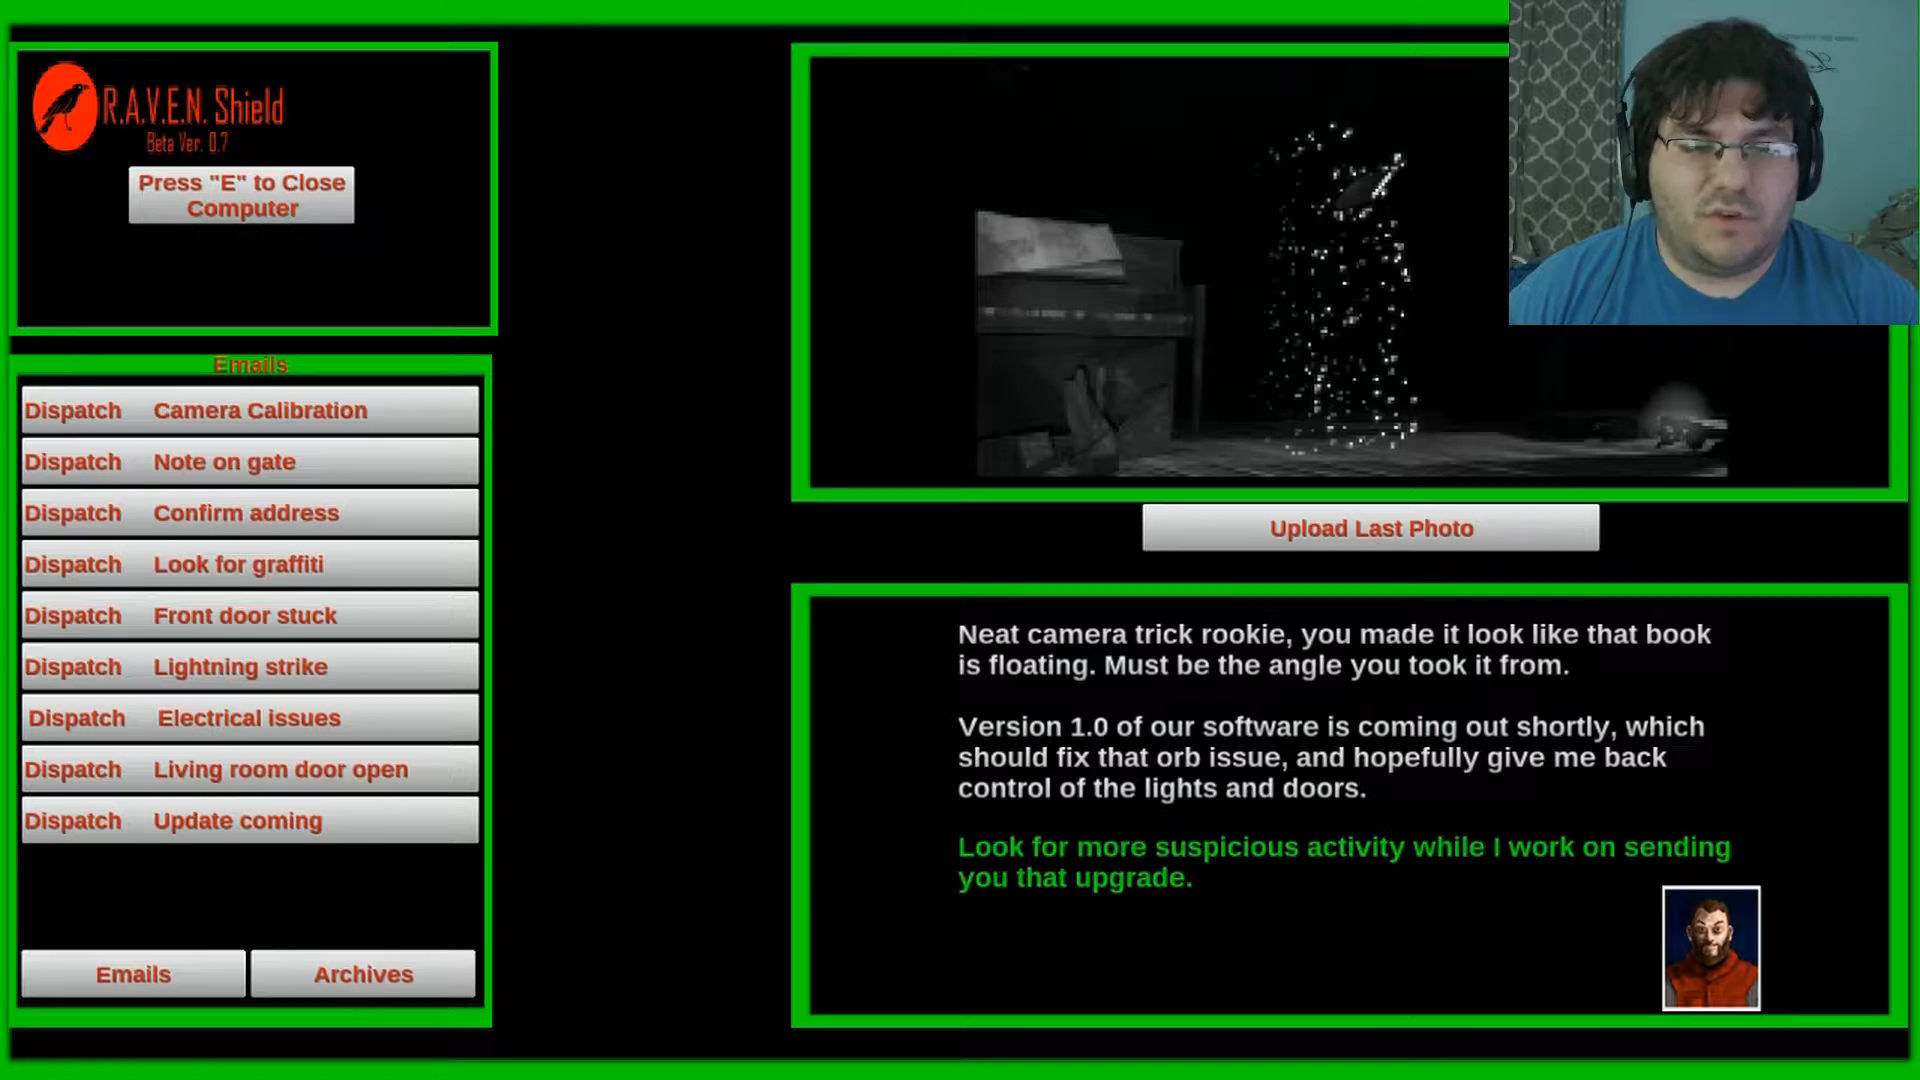 R.A.V.E.N. Shield
Beta Ver. 0.7
Press "E" to Close
Computer
Emails
Dispatch Camera Calibration
Dispatch Note on gate
Dispatch Confirm address
Dispatch Look for graffiti
Dispatch Front door stuck
Dispatch Lightning strike
Dispatch Electrical issues
Dispatch Living room door open
Dispatch Update coming
Emails Archives
Upload Last Photo
Neat camera trick rookie, you made it look like that book
is floating. Must be the angle you took it from.
Version 1.0 of our software is coming out shortly, which
should fix that orb issue, and hopefully give me back
control of the lights and doors.
Look for more suspicious activity while I work on sending
you that upgrade.